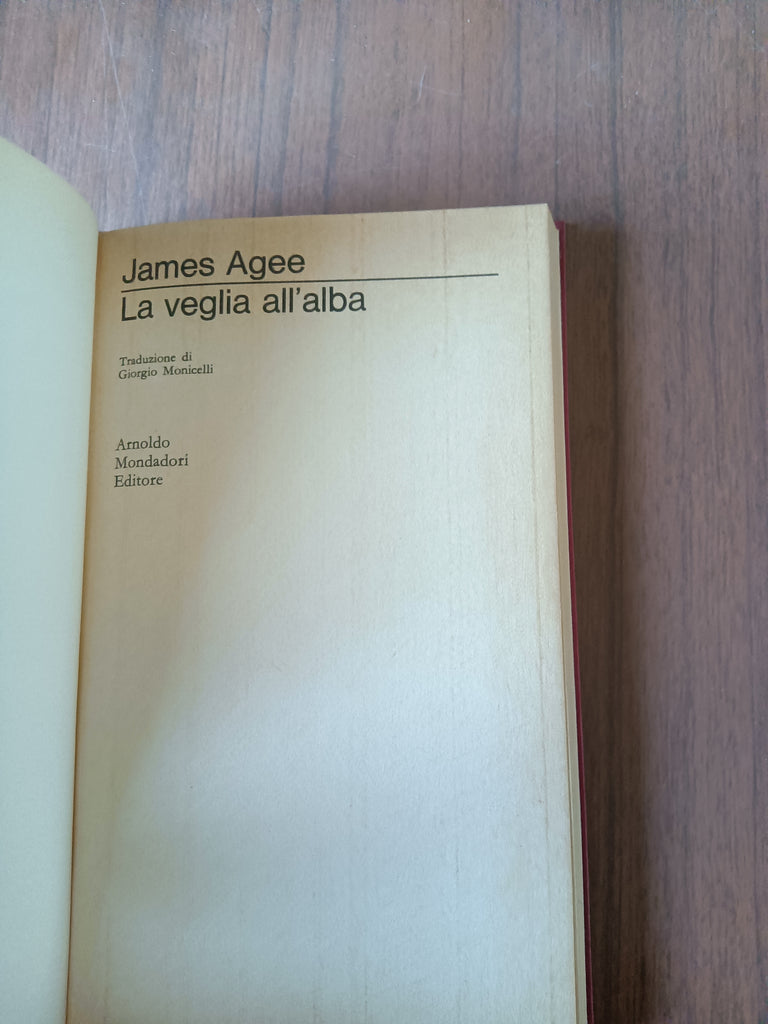 James Agee
La veglia all'alba
Traduzione di
Giorgio Monicelli
Arnoldo
Mondadori
Editore